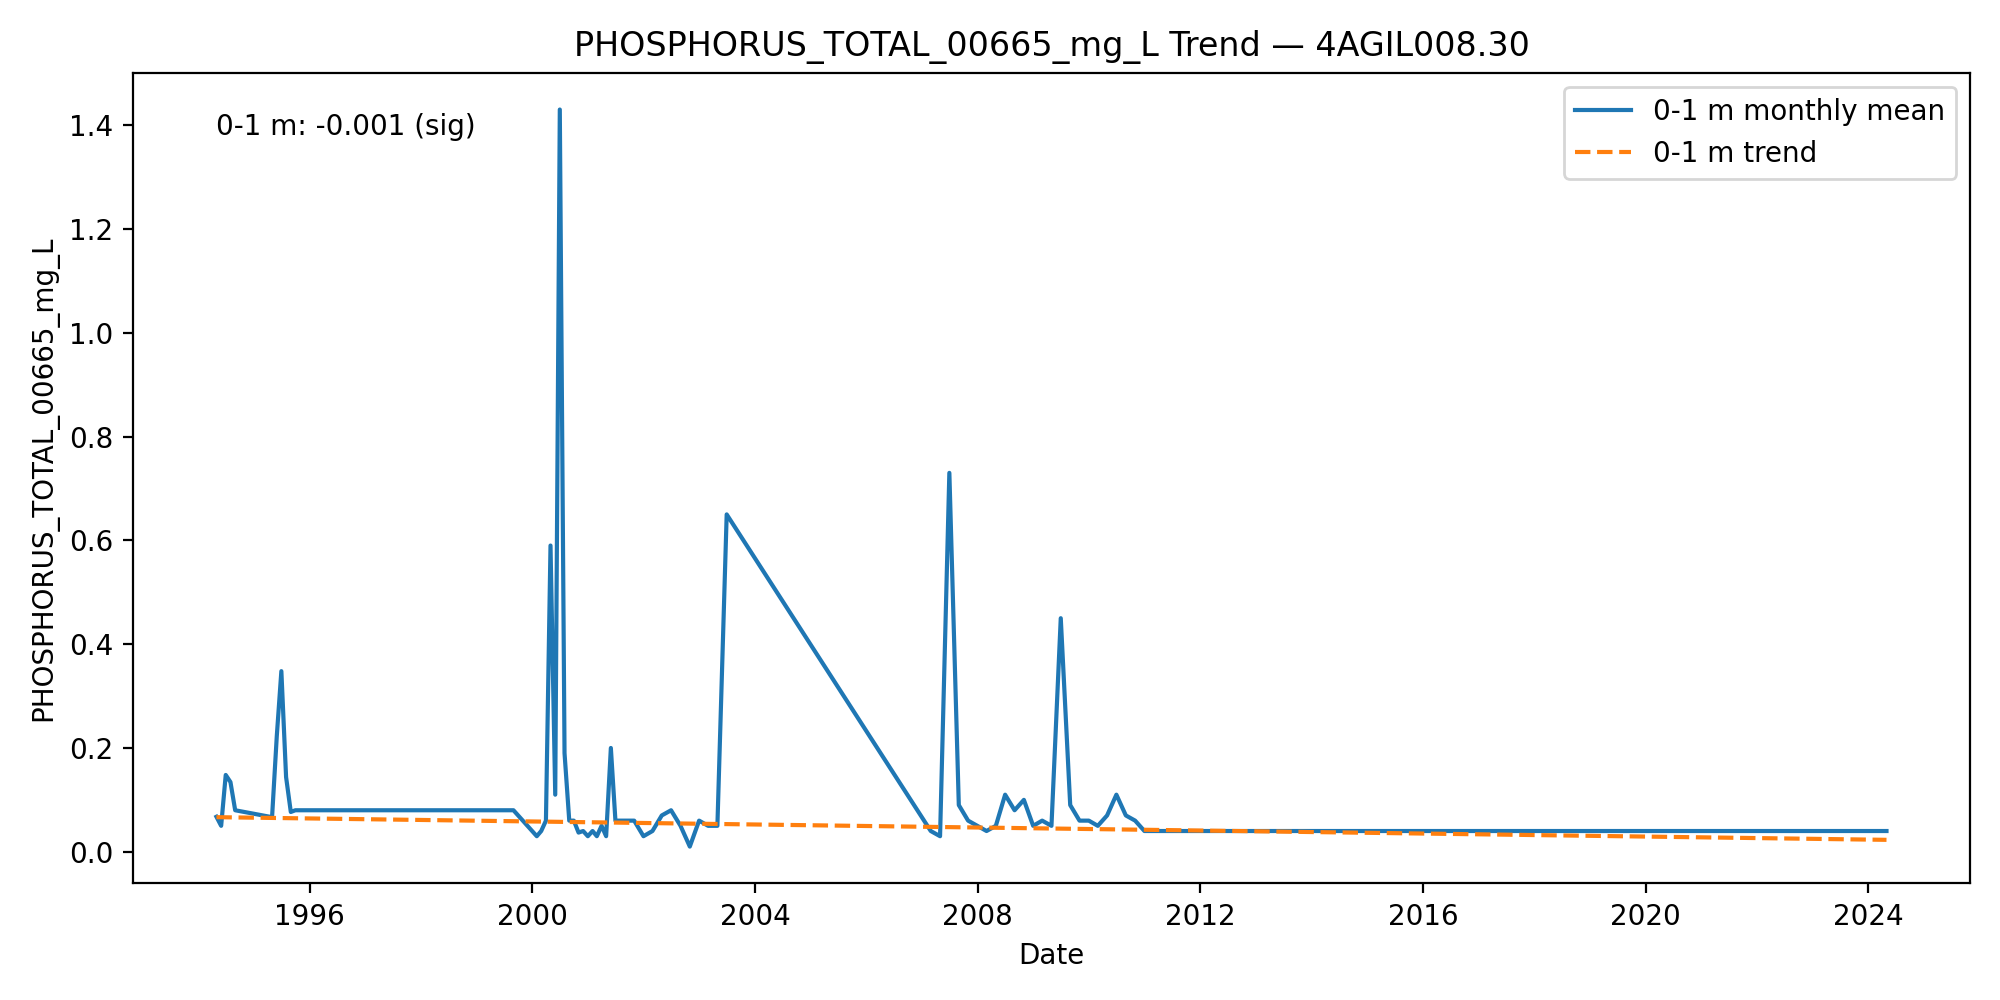 PHOSPHORUS_TOTAL_00665_mg_L Trend — 4AGIL008.30
0-1 m: -0.001 (sig)
0-1 m monthly mean
0-1 m trend
PHOSPHORUS_TOTAL_00665_mg_L
1.4
1.2
1.0
0.8
0.6
0.4
0.2
0.0
1996 2000 2004 2008 2012 2016 2020 2024
Date